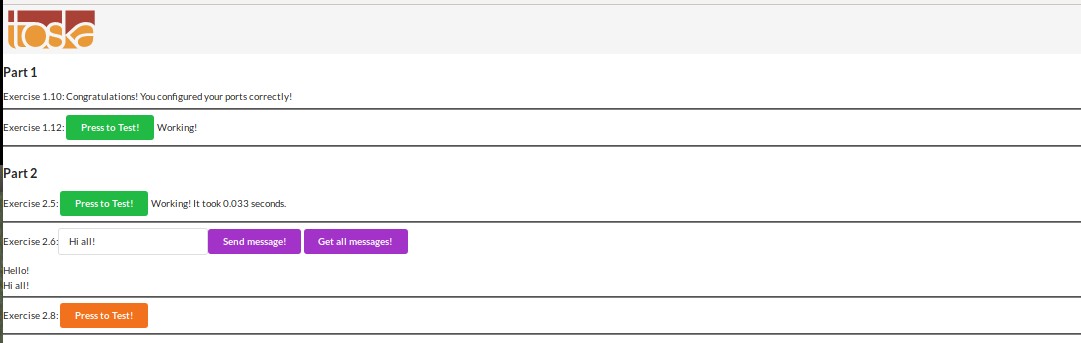 toska
Part 1
Exercise 1.10: Congratulations! You configured your ports correctly!
Exercise 1.12: Press to Test! Working!
Part 2
Exercise 2.5: Press to Test! Working! It took 0.033 seconds.
Exercise 2.6: Hi all! Send message! Get all messages!
Hello!
Hi all!
Exercise 2.8: Press to Test!